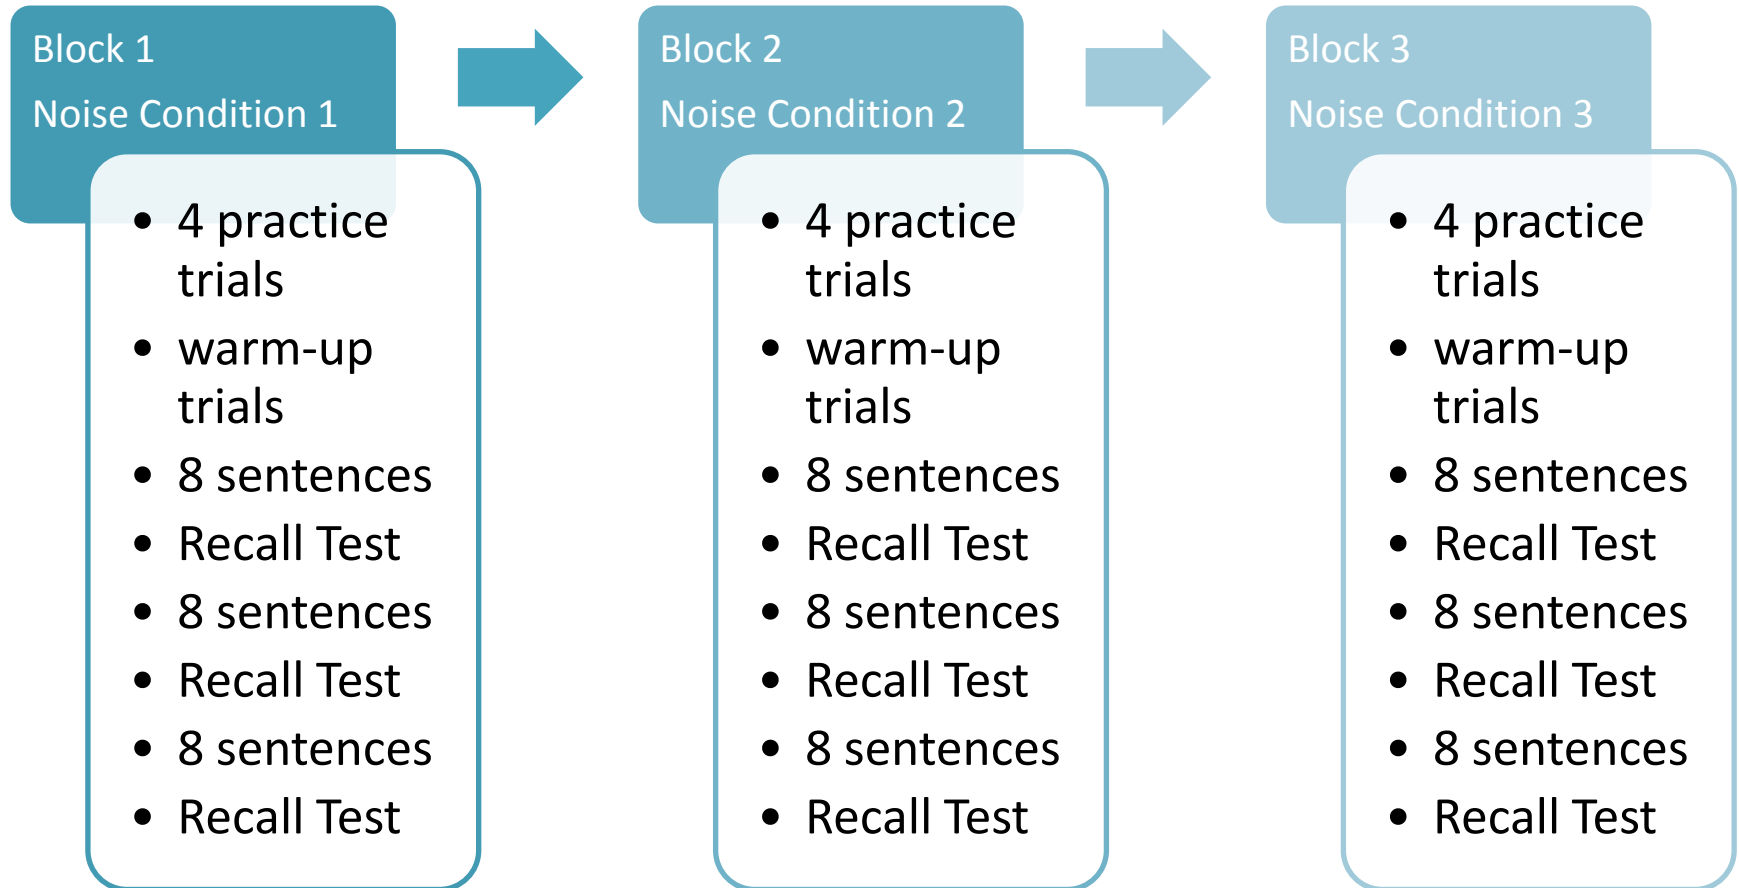 Block 1
Noise Condition 1
• 4 practice
trials
• warm-up
trials
• 8 sentences
• Recall Test
• 8 sentences
• Recall Test
• 8 sentences
• Recall Test
Block 2
Noise Condition 2
• 4 practice
trials
• warm-up
trials
• 8 sentences
• Recall Test
• 8 sentences
• Recall Test
• 8 sentences
• Recall Test
Block 3
Noise Condition 3
• 4 practice
trials
• warm-up
trials
• 8 sentences
• Recall Test
• 8 sentences
• Recall Test
• 8 sentences
• Recall Test